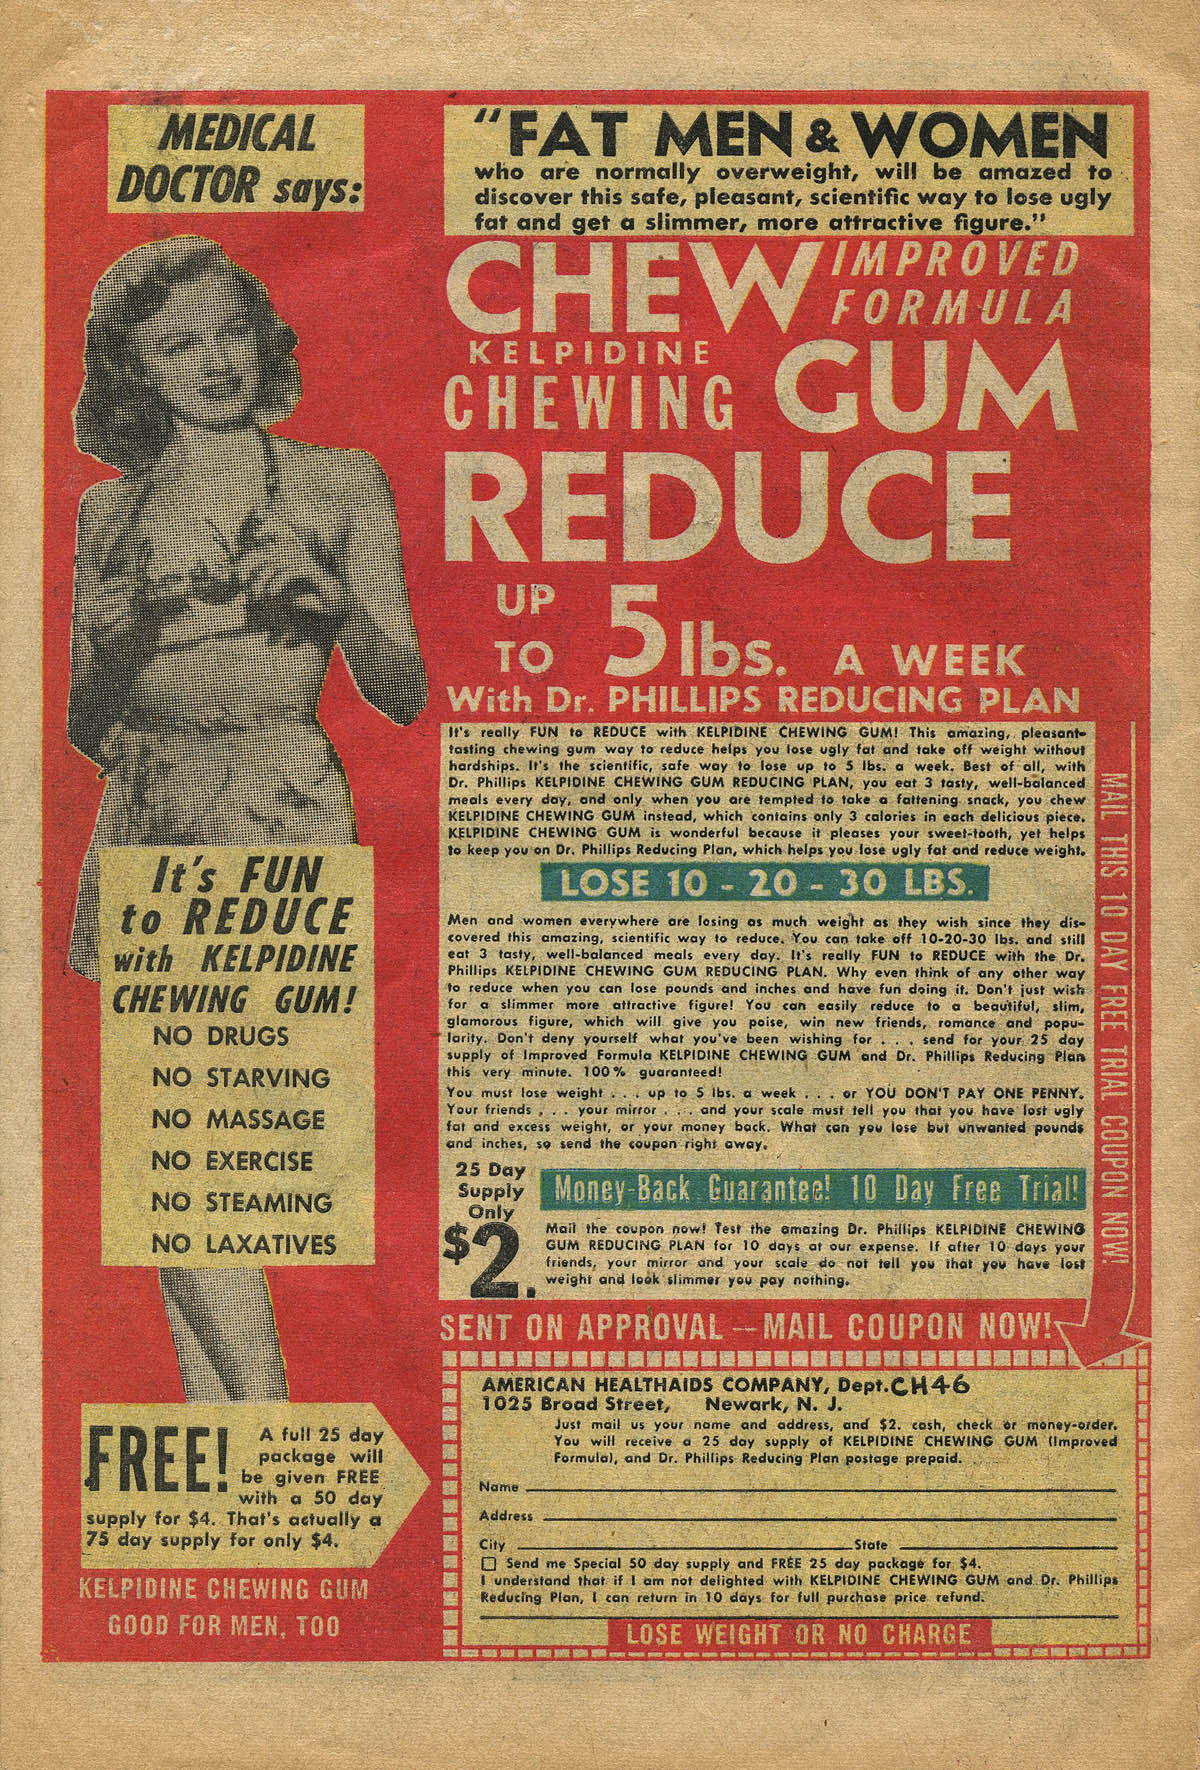 MEDICAL
DOCTOR says:
"FAT MEN & WOMEN
who are normally overweight, will be amazed to
discover this safe, pleasant, scientific way to lose ugly
fat and get a slimmer, more attractive figure."
CHEW IMPROVED
FORMULA
KELPIDINE
CHEWING GUM
REDUCE
UP
TO 5 lbs. A WEEK
With Dr. PHILLIPS REDUCING PLAN
It's really FUN to REDUCE with KELPIDINE CHEWING GUM! This amazing, pleasant-
tasting chewing gum way to reduce helps you lose ugly fat and take off weight without
hardships. It's the scientific, safe way to lose up to 5 lbs. a week. Best of all, with
Dr. Phillips KELPIDINE CHEWING GUM REDUCING PLAN, you eat 3 tasty, well-balanced
meals every day, and only when you are tempted to take a fattening snack, you chew
KELPIDINE CHEWING GUM instead, which contains only 3 calories in each delicious piece.
KELPIDINE CHEWING GUM is wonderful because it pleases your sweet-tooth, yet helps
to keep you on Dr. Phillips Reducing Plan, which helps you lose ugly fat and reduce weight.
LOSE 10 - 20 - 30 LBS.
Men and women everywhere are losing as much weight as they wish since they dis-
covered this amazing, scientific way to reduce. You can take off 10-20-30 lbs. and still
eat 3 tasty, well-balanced meals every day. It's really FUN to REDUCE with the Dr.
Phillips KELPIDINE CHEWING GUM REDUCING PLAN. Why even think of any other way
to reduce when you can lose pounds and inches and have fun doing it. Don't just wish
for a slimmer more attractive figure! You can easily reduce to a beautiful, slim,
glamorous figure, which will give you poise, win new friends, romance and popu-
larity. Don't deny yourself what you've been wishing for . . . send for your 25 day
supply of Improved Formula KELPIDINE CHEWING GUM and Dr. Phillips Reducing Plan
this very minute. 100% guaranteed!
You must lose weight . . . up to 5 lbs. a week . . . or YOU DON'T PAY ONE PENNY.
Your friends . . . your mirror . . . and your scale must tell you that you have lost ugly
fat and excess weight, or your money back. What can you lose but unwanted pounds
and inches, so send the coupon right away.
25 Day
Supply
Only
$2.
Money-Back Guarantee! 10 Day Free Trial!
Mail the coupon now! Test the amazing Dr. Phillips KELPIDINE CHEWING
GUM REDUCING PLAN for 10 days at our expense. If after 10 days your
friends, your mirror and your scale do not tell you that you have lost
weight and look slimmer you pay nothing.
MAIL THIS 10 DAY FREE TRIAL COUPON NOW!
It's FUN
to REDUCE
with KELPIDINE
CHEWING GUM!
NO DRUGS
NO STARVING
NO MASSAGE
NO EXERCISE
NO STEAMING
NO LAXATIVES
FREE! A full 25 day
package will
be given FREE
with a 50 day
supply for $4. That's actually a
75 day supply for only $4.
KELPIDINE CHEWING GUM
GOOD FOR MEN, TOO
SENT ON APPROVAL — MAIL COUPON NOW!
AMERICAN HEALTHAIDS COMPANY, Dept. CH46
1025 Broad Street, Newark, N. J.
Just mail us your name and address, and $2. cash, check or money-order.
You will receive a 25 day supply of KELPIDINE CHEWING GUM (Improved
Formula), and Dr. Phillips Reducing Plan postage prepaid.
Name
Address
City State
Send me Special 50 day supply and FREE 25 day package for $4.
I understand that if I am not delighted with KELPIDINE CHEWING GUM and Dr. Phillips
Reducing Plan, I can return in 10 days for full purchase price refund.
LOSE WEIGHT OR NO CHARGE